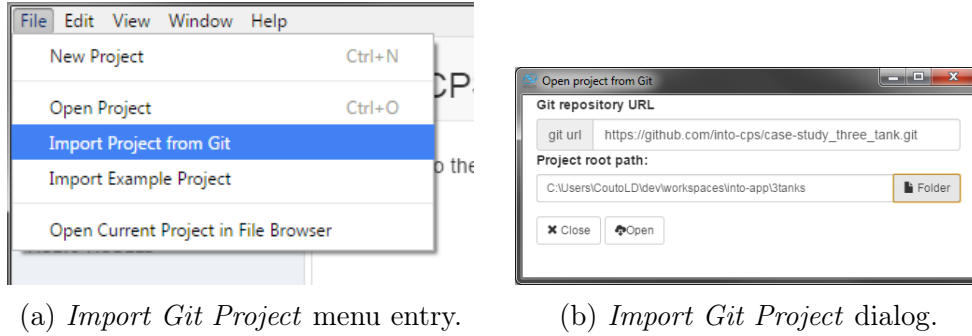 File Edit View Window Help
New Project Ctrl+N
Open Project Ctrl+O
Import Project from Git
Import Example Project
Open Current Project in File Browser
CP
o the
(a) Import Git Project menu entry.
Open project from Git
Git repository URL
git url https://github.com/into-cps/case-study_three_tank.git
Project root path:
C:\Users\CoutoLD\dev\workspaces\into-app\3tanks Folder
Close Open
(b) Import Git Project dialog.